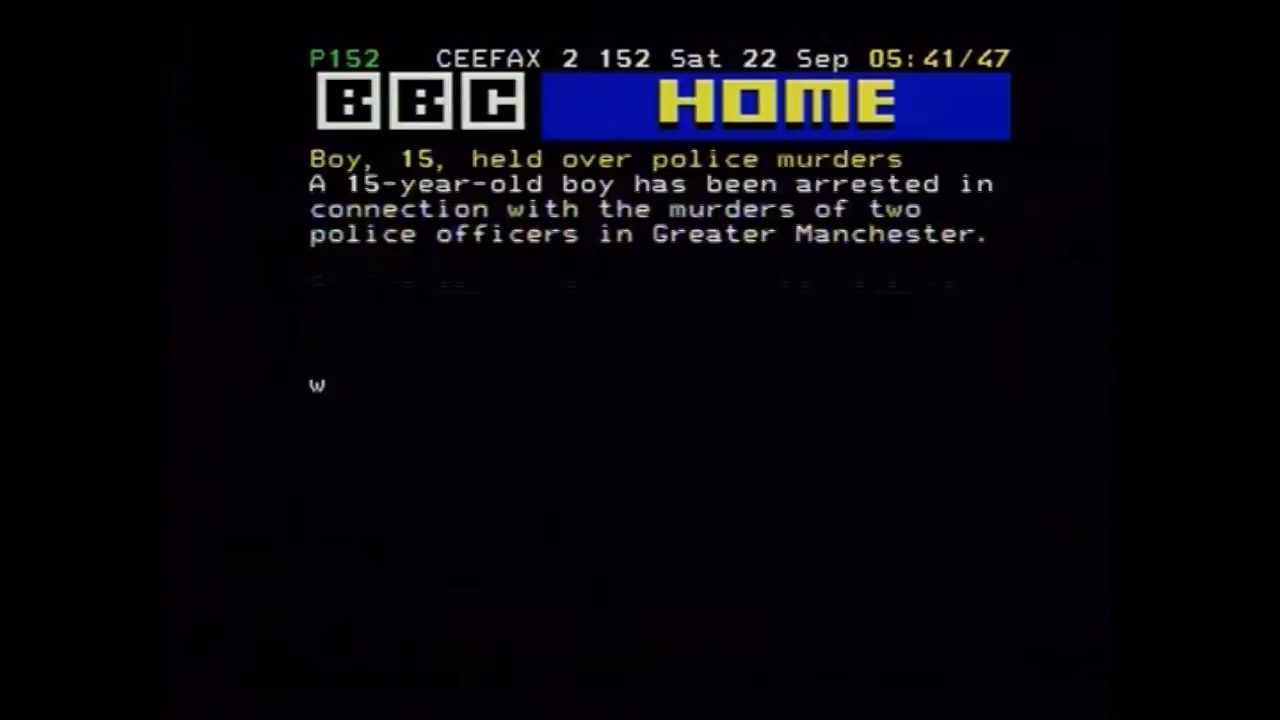 P152 CEEFAX 2 152 Sat 22 Sep 05:41/47
BBC HOME
Boy, 15, held over police murders
A 15-year-old boy has been arrested in
connection with the murders of two
police officers in Greater Manchester.
w